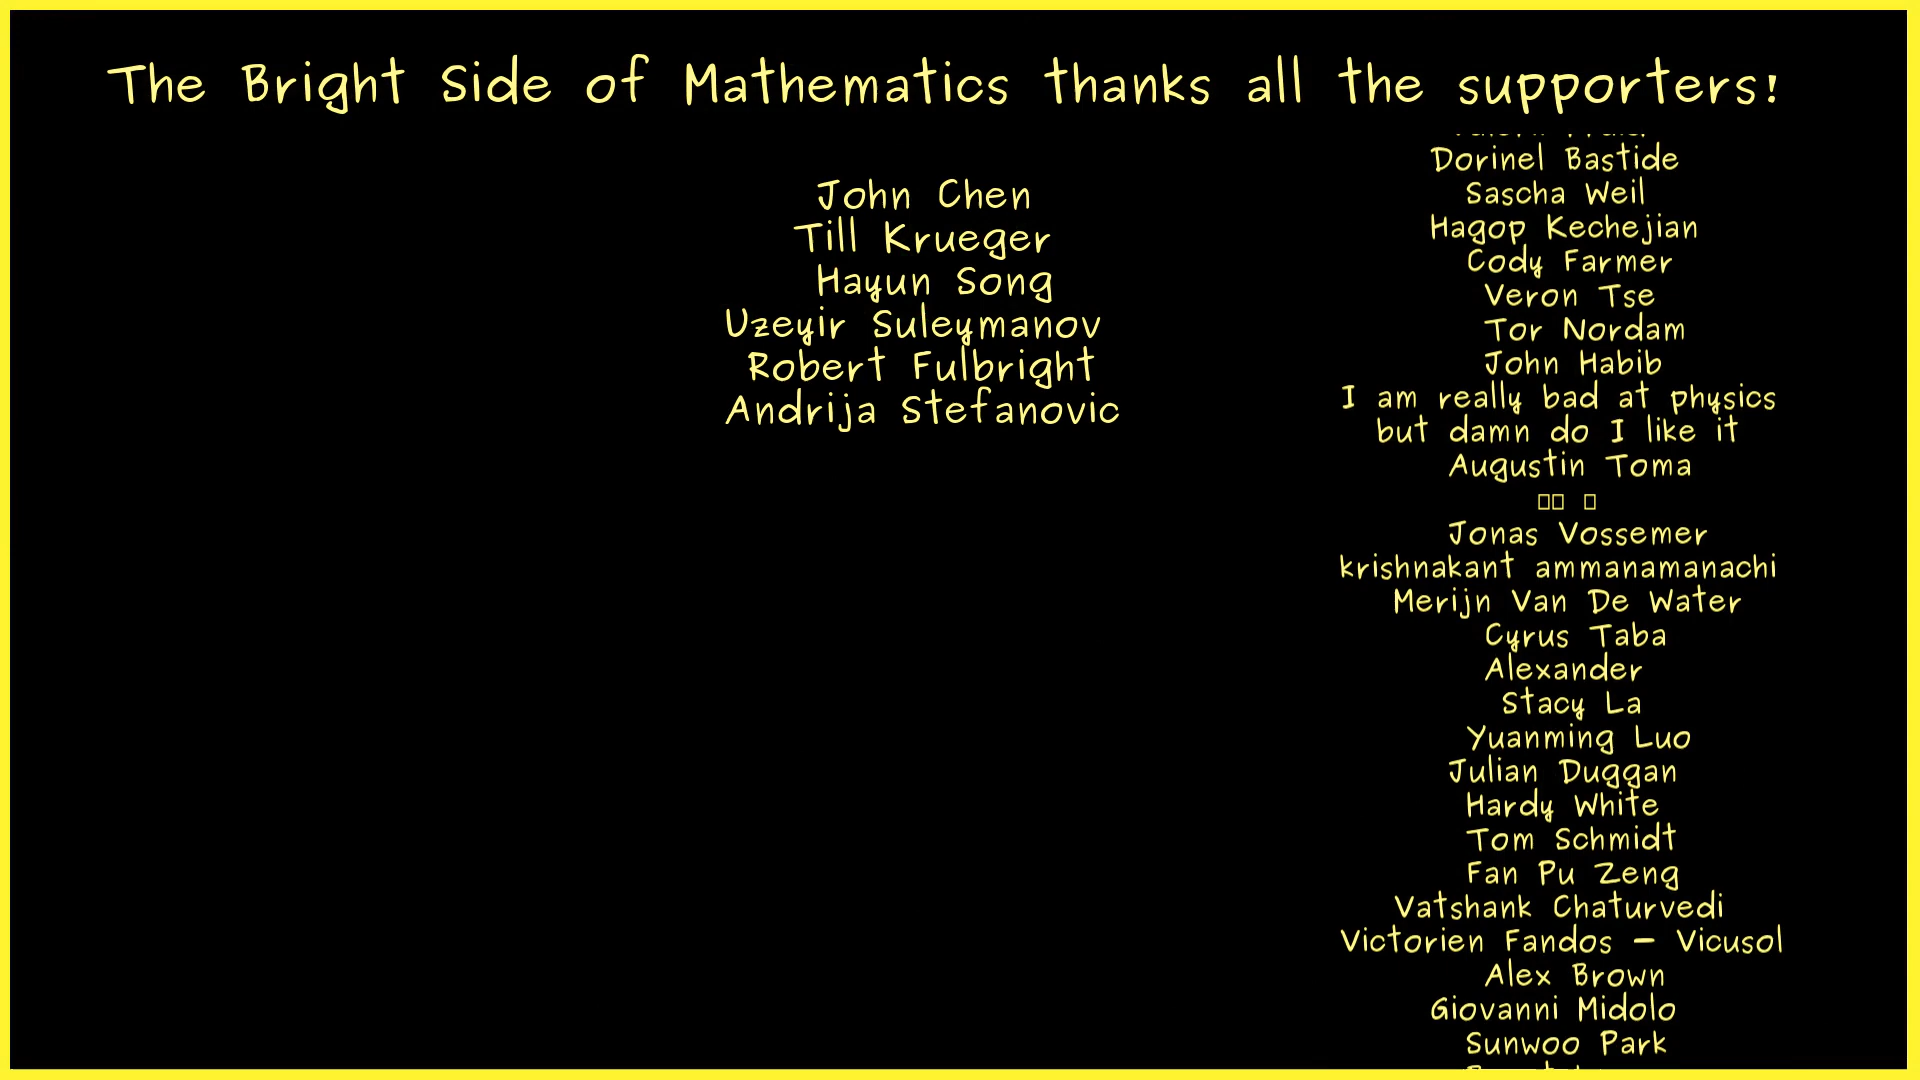 The Bright Side of Mathematics thanks all the supporters!
John Chen
Till Krueger
Hayun Song
Uzeyir Suleymanov
Robert Fulbright
Andrija Stefanovic
Dorinel Bastide
Sascha Weil
Hagop Kechejian
Cody Farmer
Veron Tse
Tor Nordam
John Habib
I am really bad at physics
but damn do I like it
Augustin Toma
Jonas Vossemer
krishnakant ammanamanachi
Merijn Van De Water
Cyrus Taba
Alexander
Stacy La
Yuanming Luo
Julian Duggan
Hardy White
Tom Schmidt
Fan Pu Zeng
Vatshank Chaturvedi
Victorien Fandos - Vicusol
Alex Brown
Giovanni Midolo
Sunwoo Park